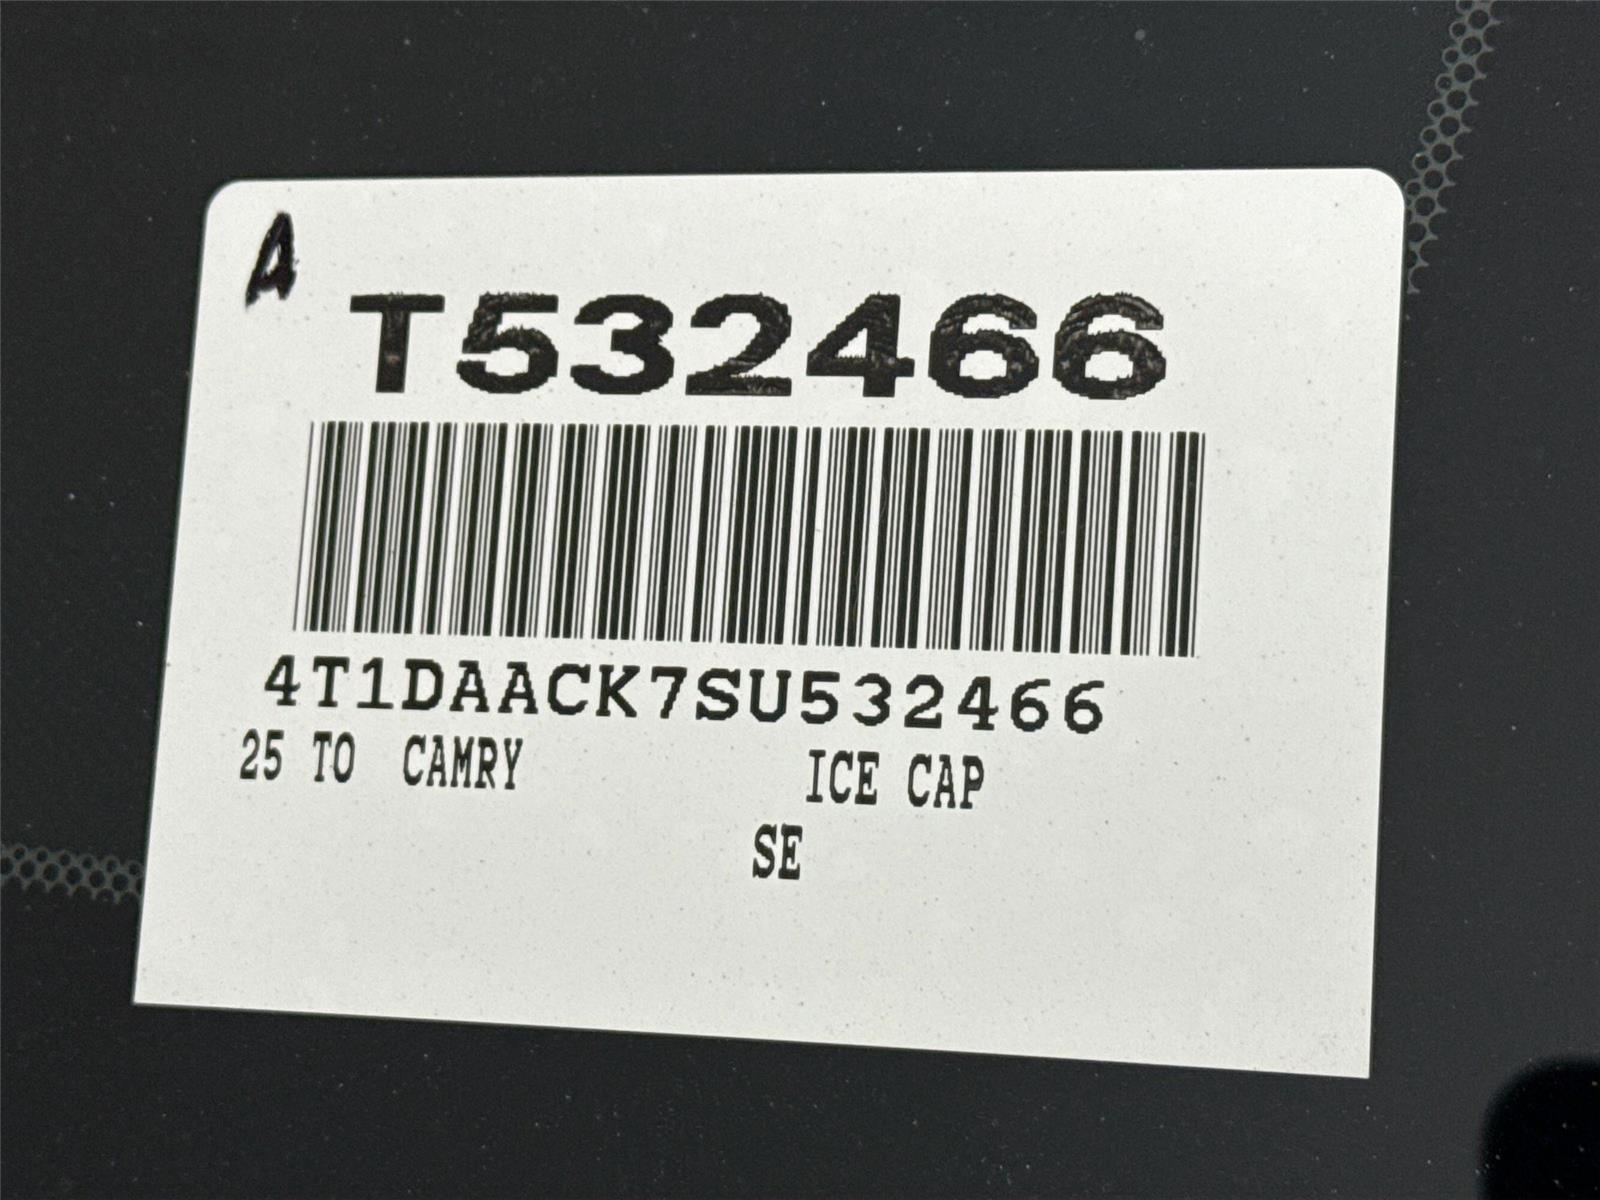 A
T532466
4T1DAACK7SU532466
25 TO CAMRY ICE CAP
SE